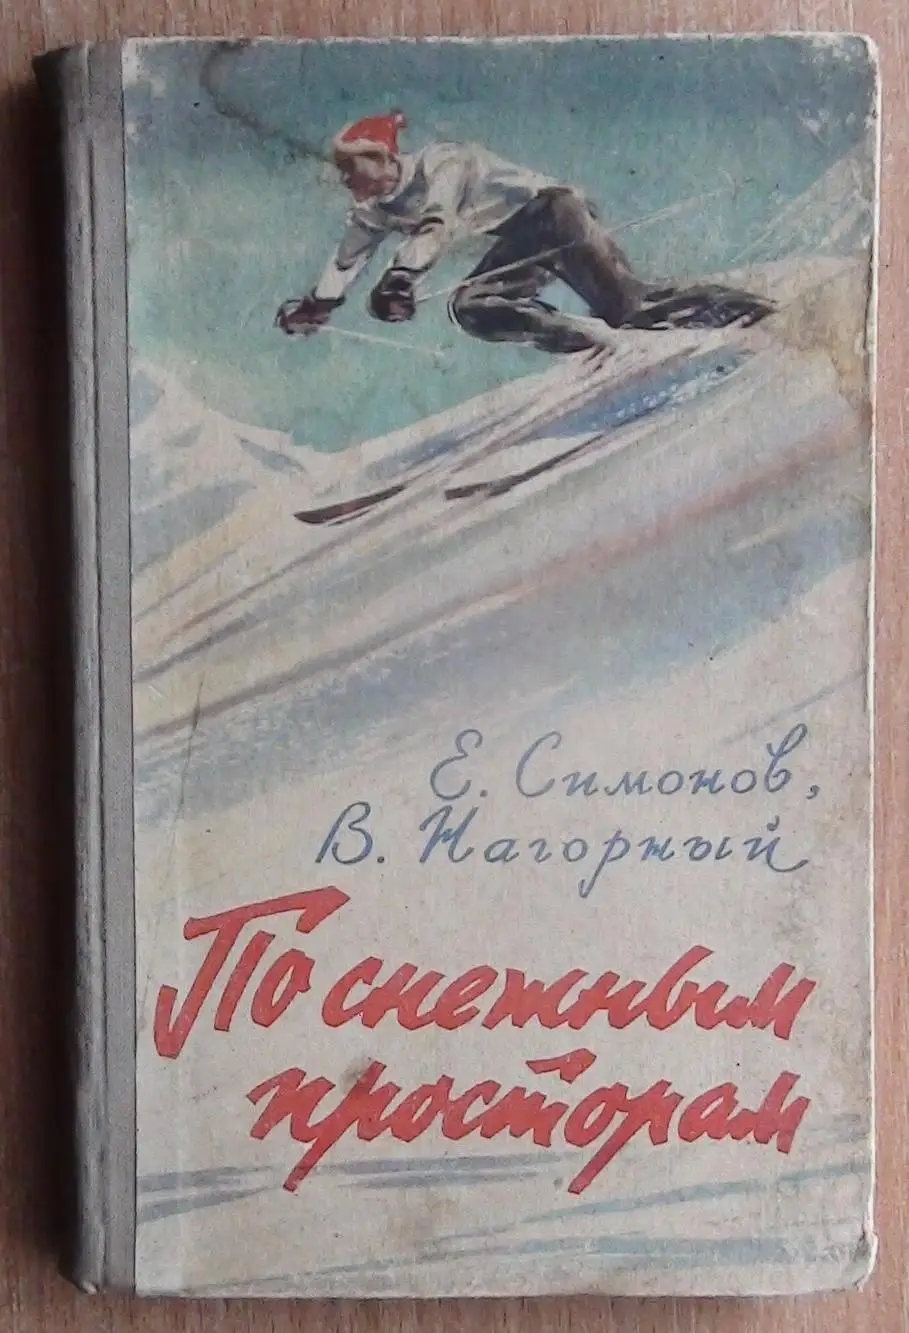 Е. Симонов,
В. Нагорный
По снежным
просторам